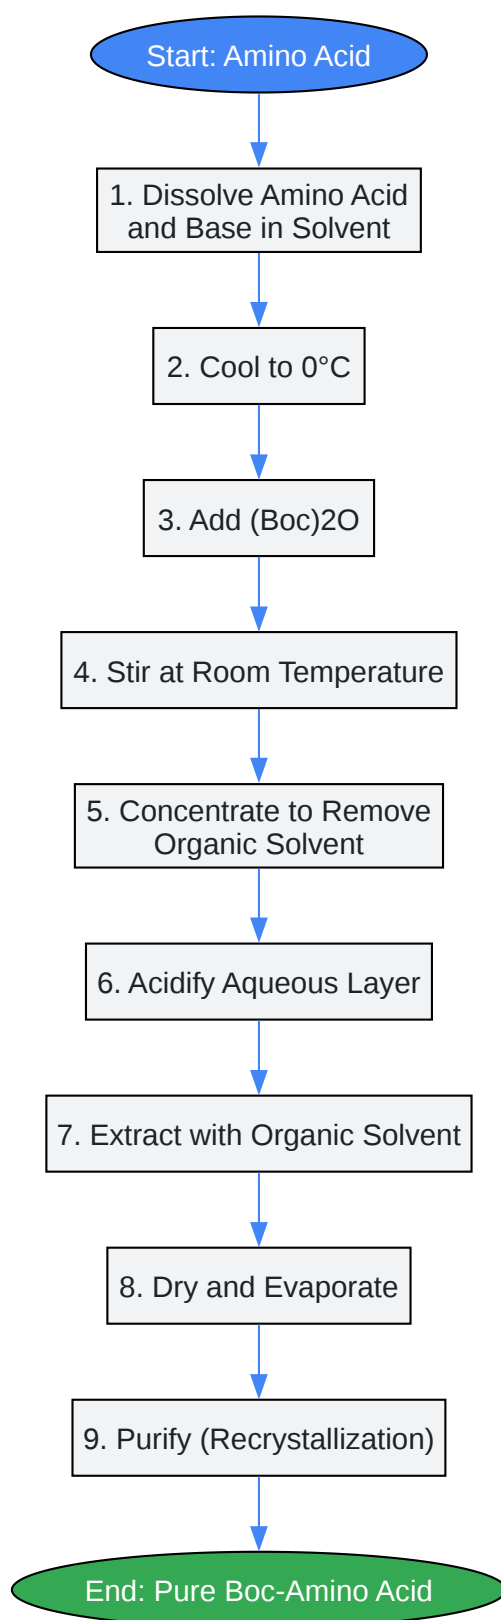 Start: Amino Acid
1. Dissolve Amino Acid
and Base in Solvent
2. Cool to 0°C
3. Add (Boc)2O
4. Stir at Room Temperature
5. Concentrate to Remove
Organic Solvent
6. Acidify Aqueous Layer
7. Extract with Organic Solvent
8. Dry and Evaporate
9. Purify (Recrystallization)
End: Pure Boc-Amino Acid